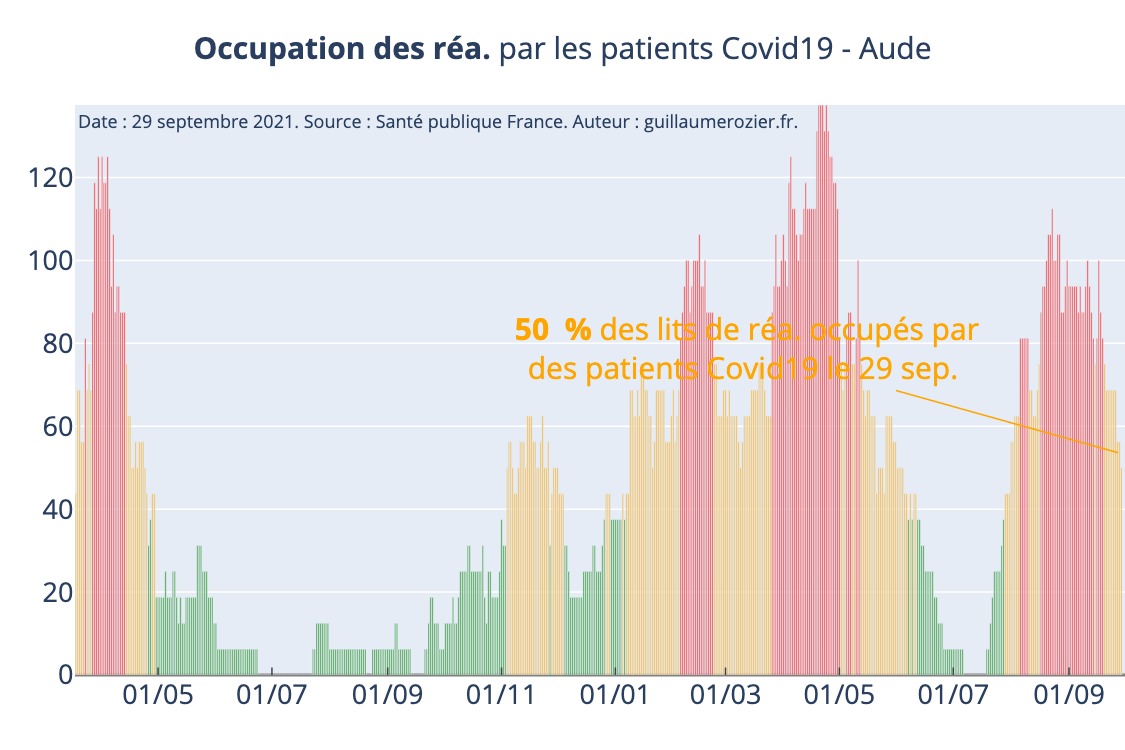 Occupation des réa. par les patients Covid19 - Aude
Date : 29 septembre 2021. Source : Santé publique France. Auteur : guillaumerozier.fr.
120
100
80
60
40
20
0
50  % des lits de réa. occupés par
des patients Covid19 le 29 sep.
01/05 01/07 01/09 01/11 01/01 01/03 01/05 01/07 01/09